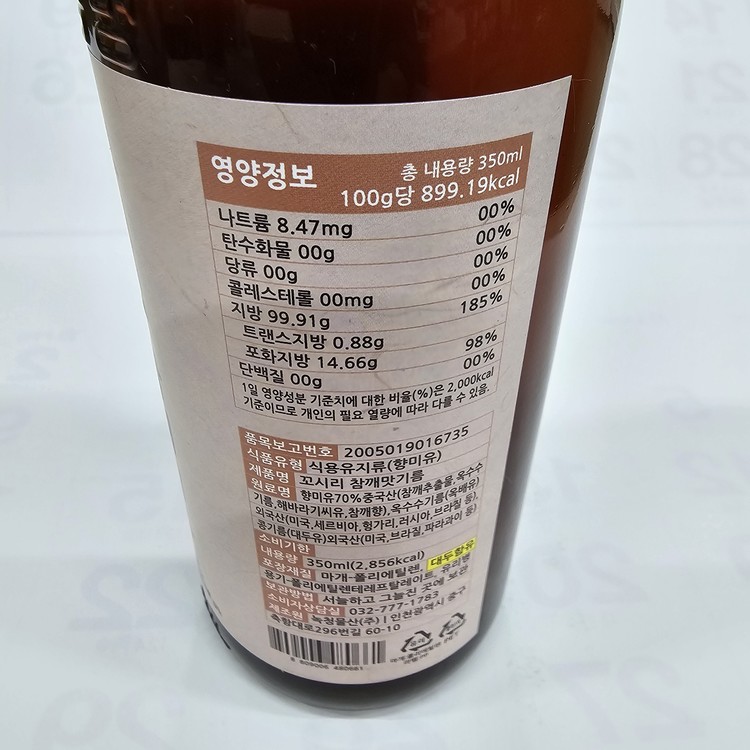 영양정보
총 내용량 350ml
100g당 899.19kcal
나트륨 8.47mg 00%
탄수화물 00g 00%
당류 00g 00%
콜레스테롤 00mg 00%
지방 99.91g 185%
트랜스지방 0.88g
포화지방 14.66g 98%
단백질 00g 00%
1일 영양성분 기준치에 대한 비율(%)은 2,000kcal
기준이므로 개인의 필요 열량에 따라 다를 수 있음.
품목보고번호 2005019016735
식품유형 식용유지류(향미유)
제품명 꼬시리 참깨맛기름
원료명 향미유70%중국산(참깨추출물,옥수수
기름,해바라기씨유,참깨향),옥수수기름(옥배유)
외국산(미국,세르비아,헝가리,러시아,브라질 등),
콩기름(대두유)외국산(미국,브라질,파라과이 등)
소비기한
내용량 350ml(2,856kcal) 대두함유
포장재질 마개-폴리에틸렌, 유리병
용기-폴리에틸렌테레프탈레이트,
보관방법 서늘하고 그늘진 곳에 보관
소비자상담실 032-777-1783
제조원 녹청물산(주) | 인천광역시 중구
축항대로296번길 60-10
8 809006 480661